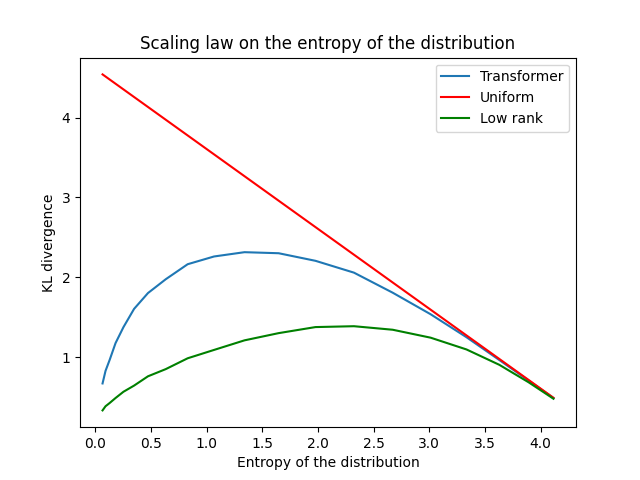 Scaling law on the entropy of the distribution
Transformer
Uniform
Low rank
KL divergence
4
3
2
1
0.0 0.5 1.0 1.5 2.0 2.5 3.0 3.5 4.0
Entropy of the distribution